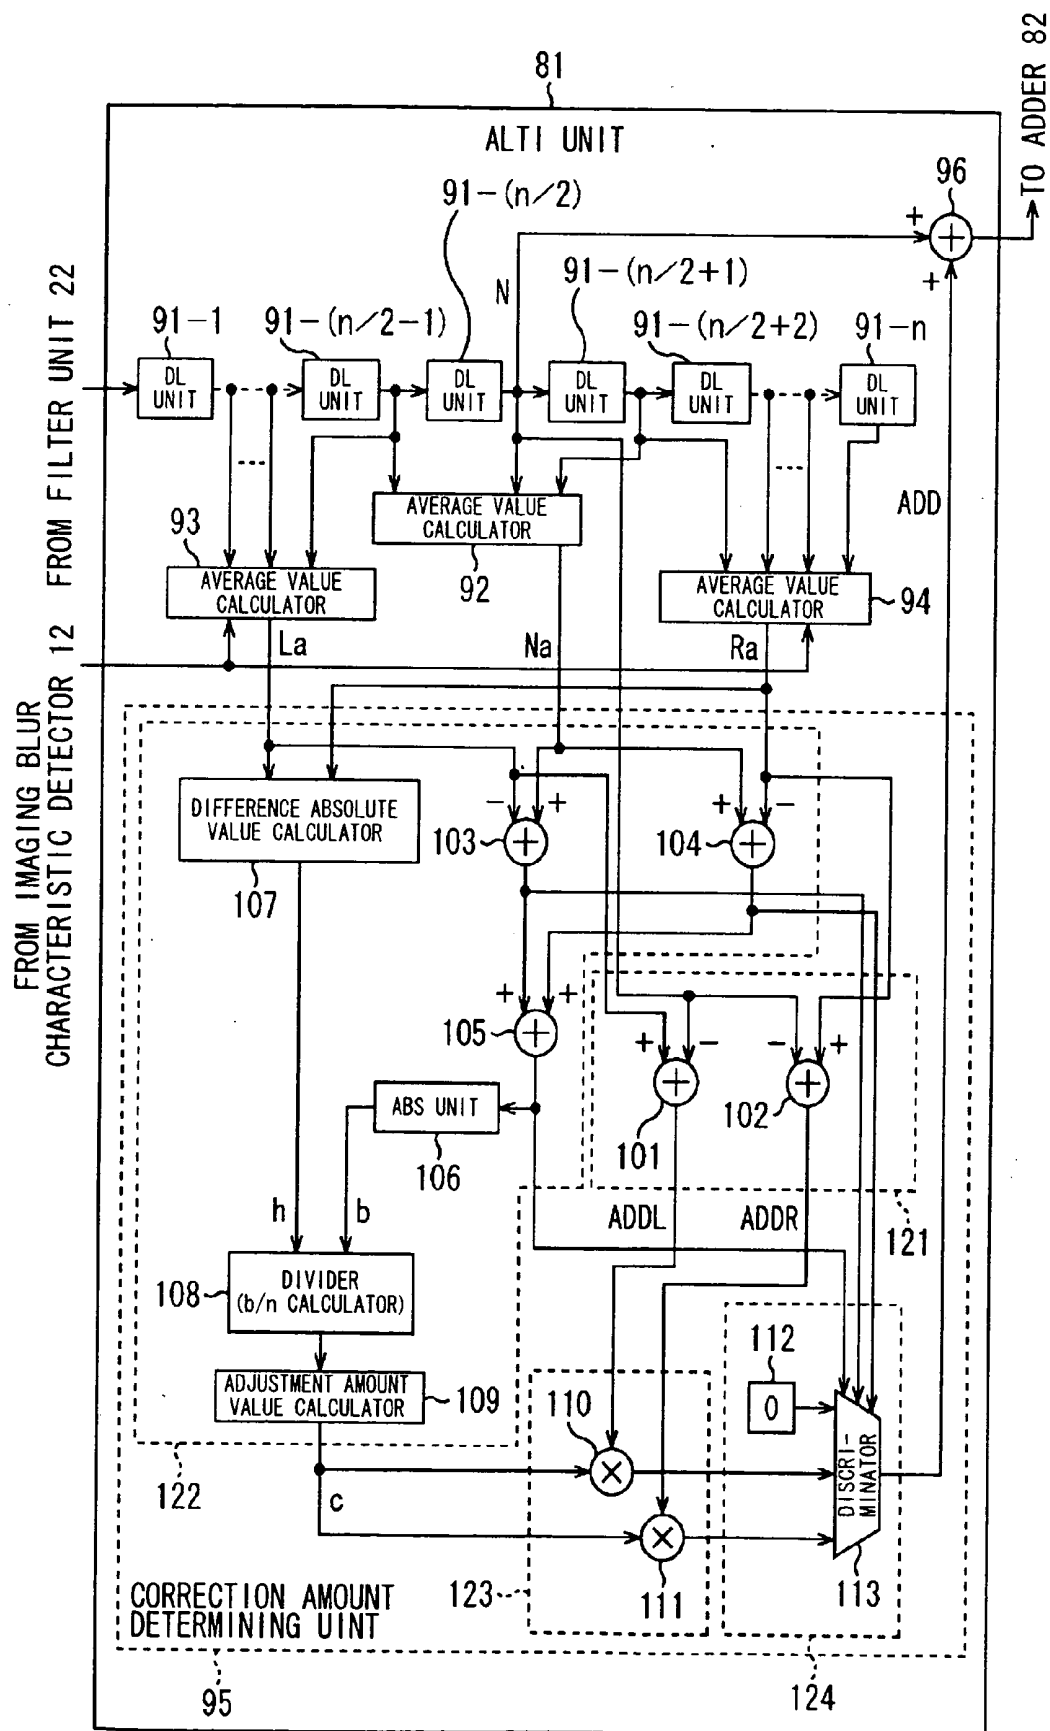 81
TO ADDER 82
ALTI UNIT
96
91-(n/2)
+
+
N
91-(n/2+1)
91-1
91-(n/2-1)
91-(n/2+2)
91-n
DL
UNIT
DL
UNIT
DL
UNIT
DL
UNIT
DL
UNIT
DL
UNIT
FROM FILTER UNIT 22
ADD
93
AVERAGE VALUE
CALCULATOR
92
AVERAGE VALUE
CALCULATOR
AVERAGE VALUE
CALCULATOR
94
La
Na
Ra
FROM IMAGING BLUR
CHARACTERISTIC DETECTOR 12
DIFFERENCE ABSOLUTE
VALUE CALCULATOR
107
-
+
103
+
+
-
104
+
+
+
105
+
+
-
-
+
+
101
+
102
ABS UNIT
106
h
b
ADDL
ADDR
121
108
DIVIDER
(b/n CALCULATOR)
112
0
ADJUSTMENT AMOUNT
VALUE CALCULATOR
109
110
×
DISCRI-
MINATOR
122
c
×
111
113
123
CORRECTION AMOUNT
DETERMINING UINT
95
124